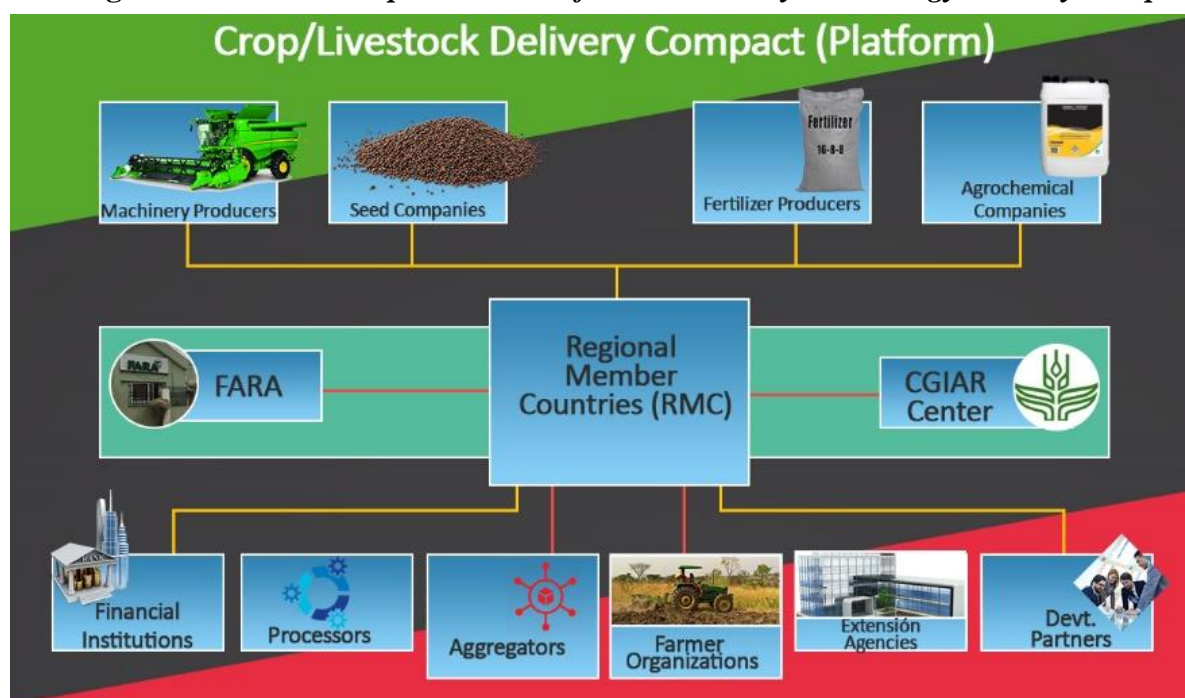 Crop/Livestock Delivery Compact (Platform)
Machinery Producers
Seed Companies
Fertilizer
16-8-8
Fertilizer Producers
Agrochemical
Companies
FARA
FARA
Regional
Member
Countries (RMC)
CGIAR
Center
Financial
Institutions
Processors
Aggregators
Farmer
Organizations
Extensión
Agencies
Devt.
Partners